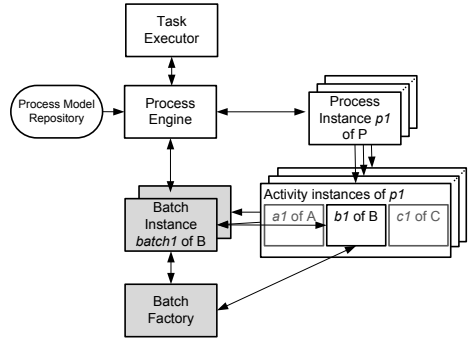 Task
Executor
Process Model
Repository
Process
Engine
Process
Instance p1
of P
Activity instances of p1
a1 of A
b1 of B
c1 of C
Batch
Instance
batch1 of B
Batch
Factory